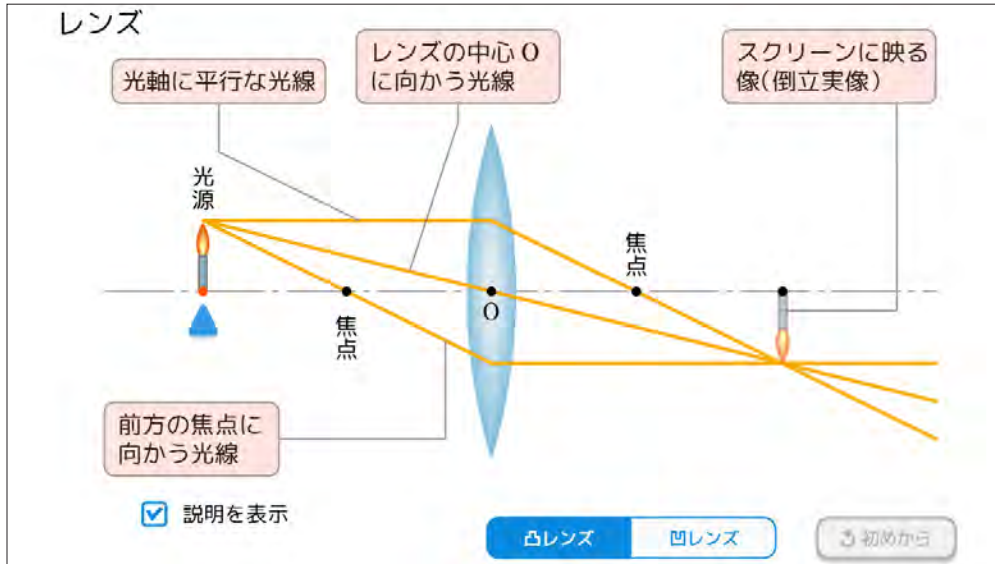 レンズ
光軸に平行な光線
レンズの中心 O
に向かう光線
スクリーンに映る
像(倒立実像)
光源
焦点
O
焦点
前方の焦点に
向かう光線
説明を表示
凸レンズ
凹レンズ
初めから